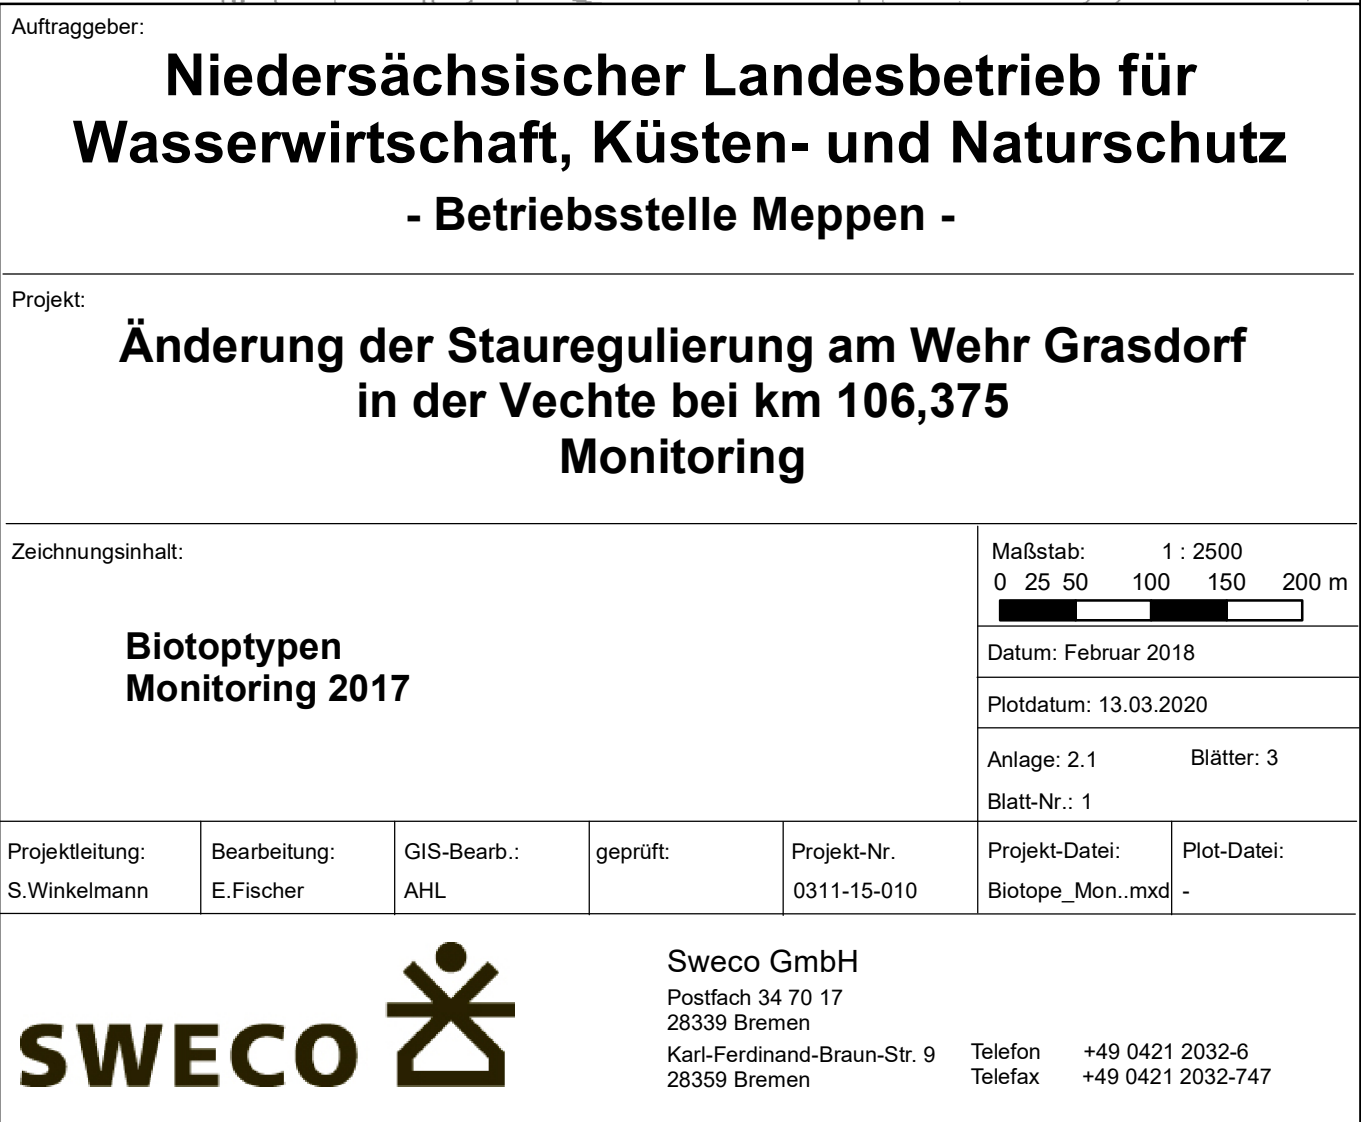 Auftraggeber:
Niedersächsischer Landesbetrieb für
Wasserwirtschaft, Küsten- und Naturschutz
- Betriebsstelle Meppen -
Projekt:
Änderung der Stauregulierung am Wehr Grasdorf
in der Vechte bei km 106,375
Monitoring
Zeichnungsinhalt:
Biotoptypen
Monitoring 2017
Maßstab: 1 : 2500
0 25 50 100 150 200 m
Datum: Februar 2018
Plotdatum: 13.03.2020
Anlage: 2.1 Blätter: 3
Blatt-Nr.: 1
Projektleitung:
S.Winkelmann
Bearbeitung:
E.Fischer
GIS-Bearb.:
AHL
geprüft:
Projekt-Nr.
0311-15-010
Projekt-Datei:
Biotope_Mon..mxd
Plot-Datei:
-
SWECO
Sweco GmbH
Postfach 34 70 17
28339 Bremen
Karl-Ferdinand-Braun-Str. 9
28359 Bremen
Telefon +49 0421 2032-6
Telefax +49 0421 2032-747